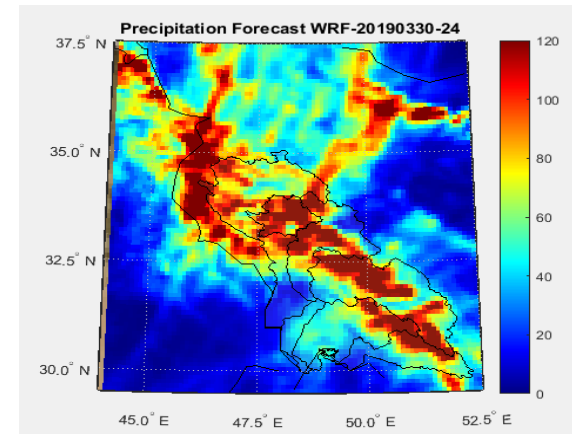 Precipitation Forecast WRF-20190330-24
37.5° N
35.0° N
32.5° N
30.0° N
45.0° E
47.5° E
50.0° E
52.5° E
120
100
80
60
40
20
0